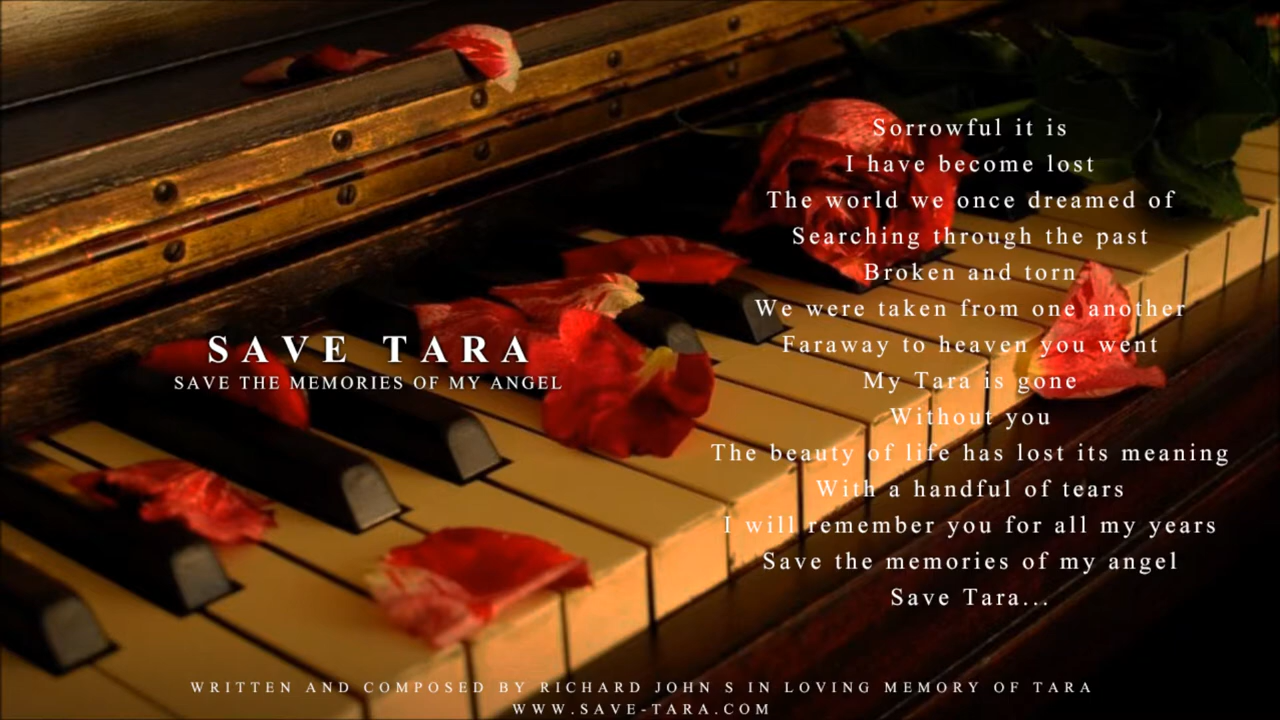 SAVE TARA
SAVE THE MEMORIES OF MY ANGEL
Sorrowful it is
I have become lost
The world we once dreamed of
Searching through the past
Broken and torn
We were taken from one another
Faraway to heaven you went
My Tara is gone
Without you
The beauty of life has lost its meaning
With a handful of tears
I will remember you for all my years
Save the memories of my angel
Save Tara...
WRITTEN AND COMPOSED BY RICHARD JOHN S IN LOVING MEMORY OF TARA
WWW.SAVE-TARA.COM